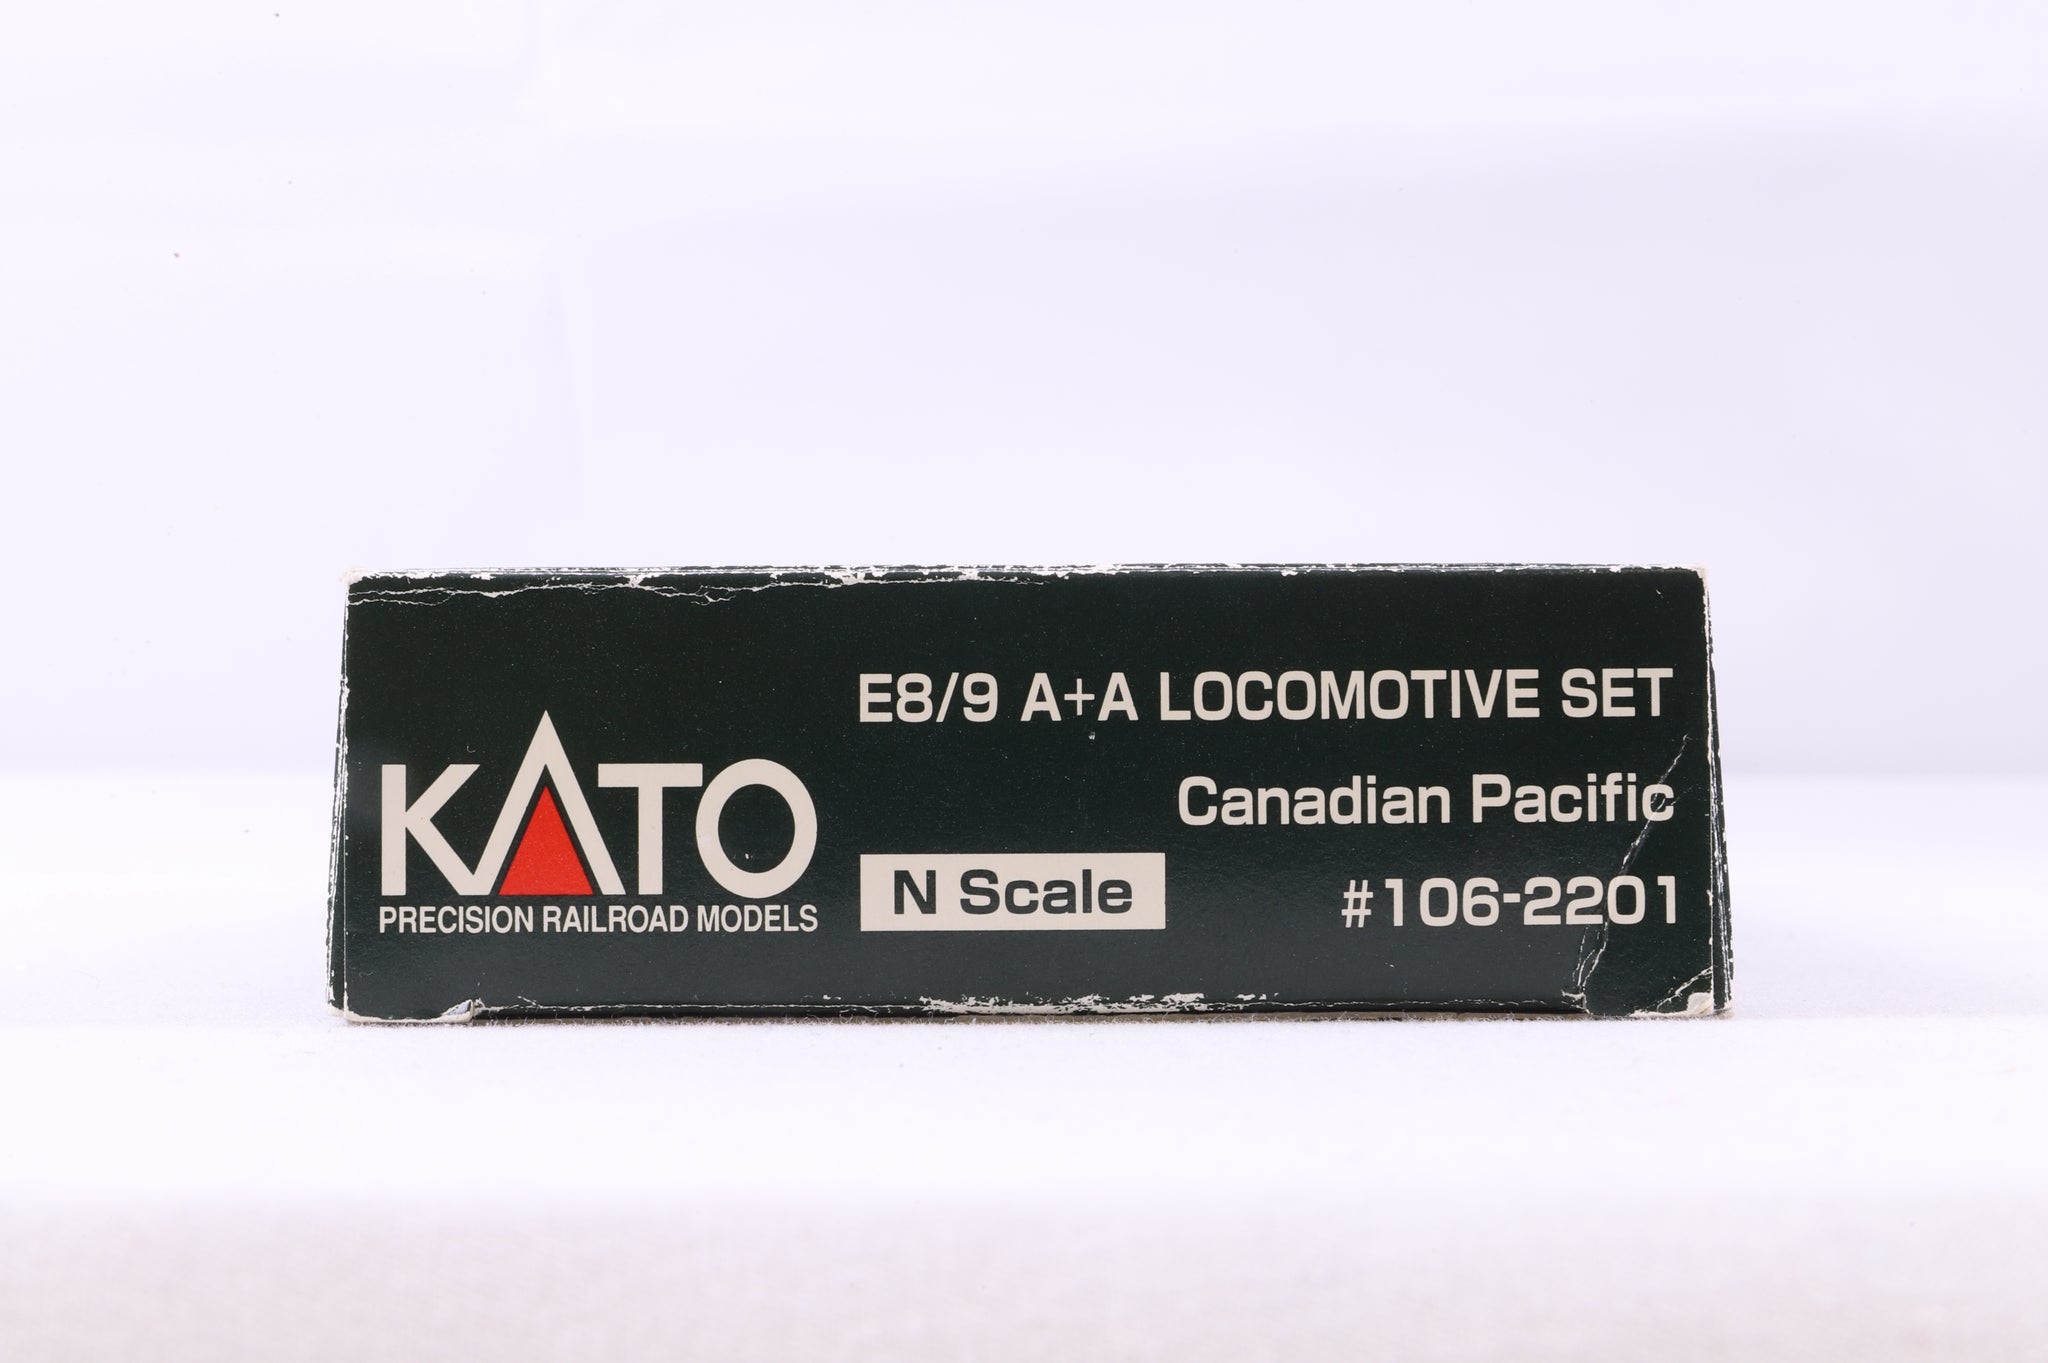 KATO
PRECISION RAILROAD MODELS
E8/9 A+A LOCOMOTIVE SET
Canadian Pacific
N Scale
#106-2201